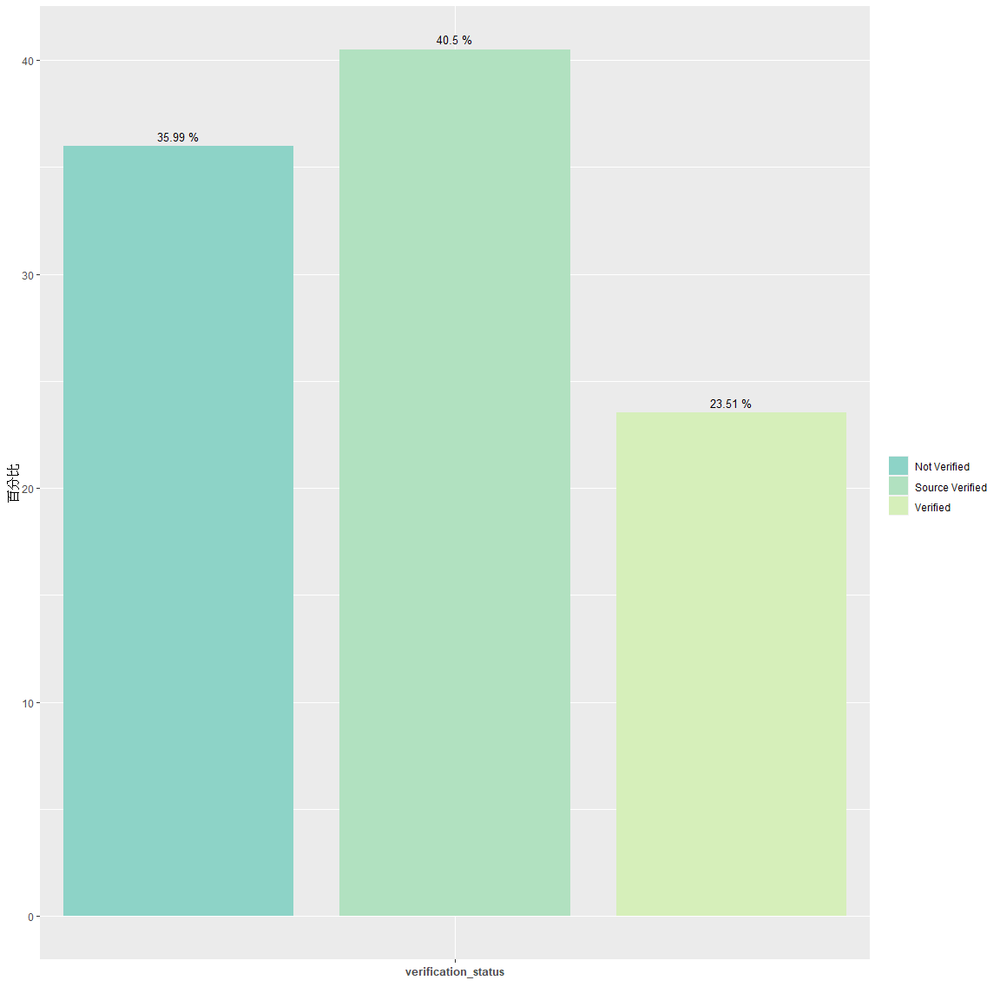 40.5 %
40
35.99 %
30
23.51 %
百分比
20
10
0
verification_status
Not Verified
Source Verified
Verified